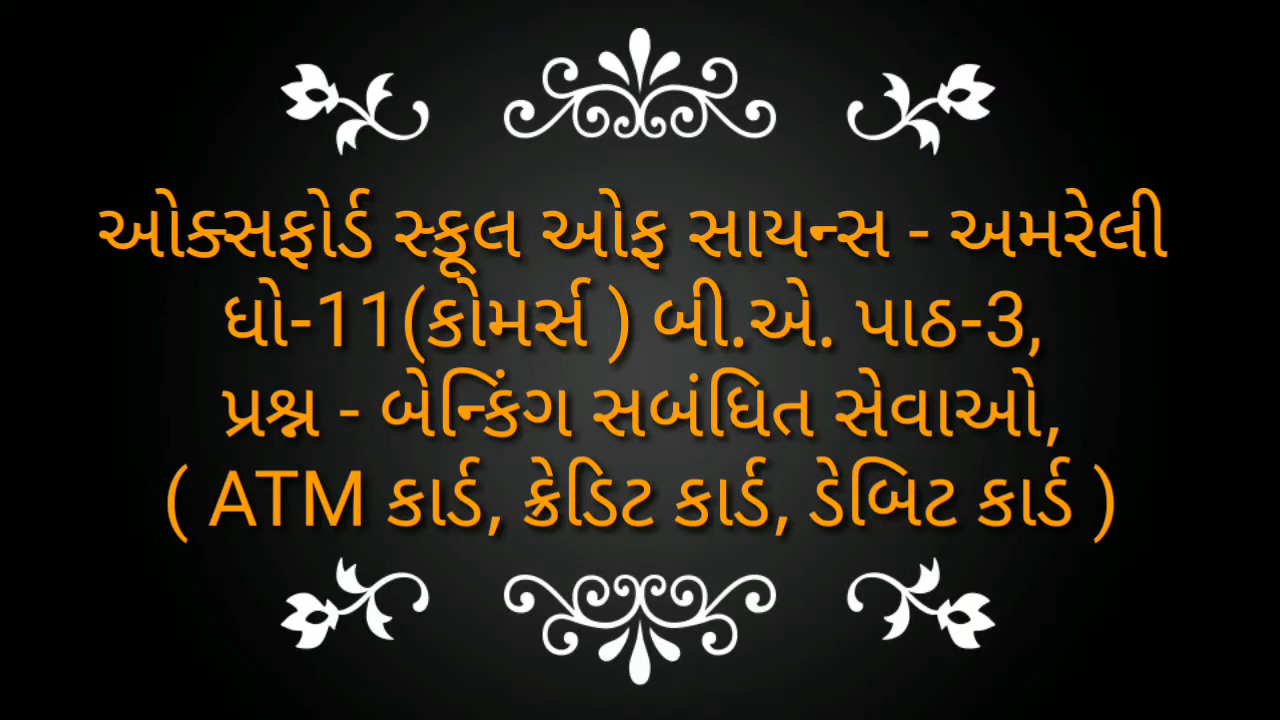 ઓક્સફોર્ડ સ્કૂલ ઓફ સાયન્સ - અમરેલી
ધો-11(કોમર્સ ) બી.એ. પાઠ-3,
પ્રશ્ન - બેન્કિંગ સબંધિત સેવાઓ,
( ATM કાર્ડ, ક્રેડિટ કાર્ડ, ડેબિટ કાર્ડ )